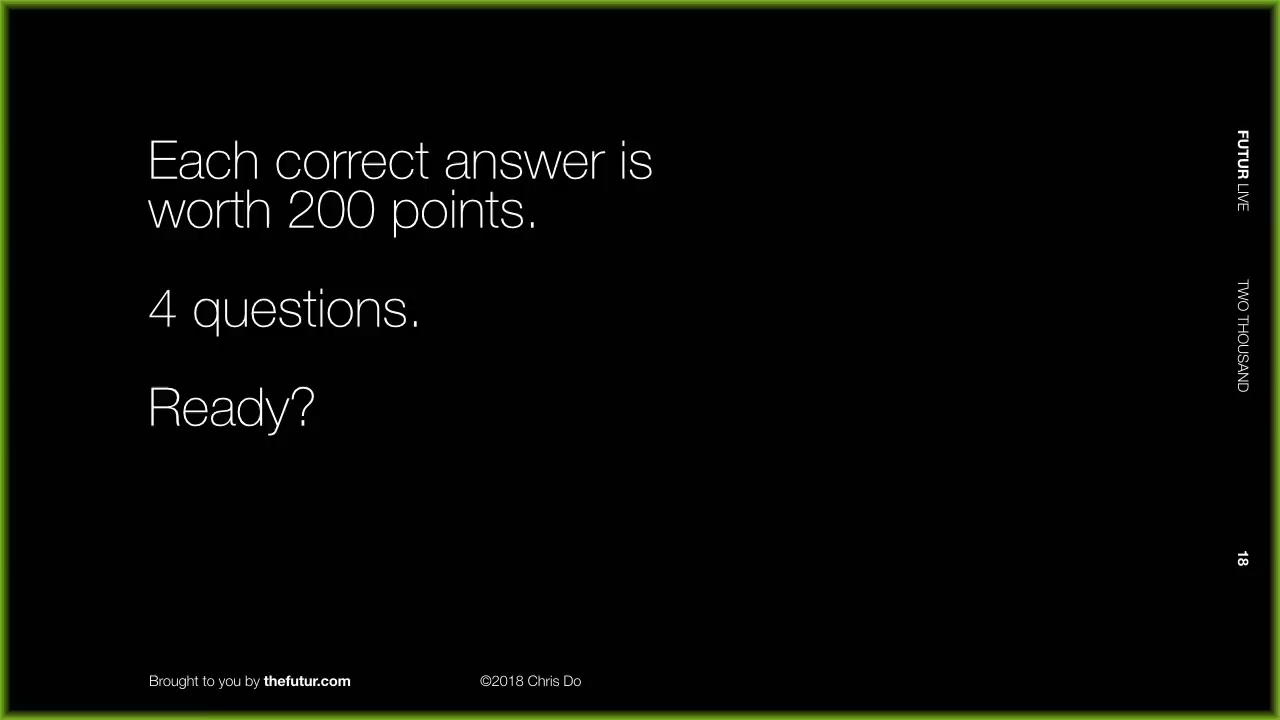 Each correct answer is
worth 200 points.
4 questions.
Ready?
FUTUR LIVE
TWO THOUSAND
18
Brought to you by thefutur.com
©2018 Chris Do